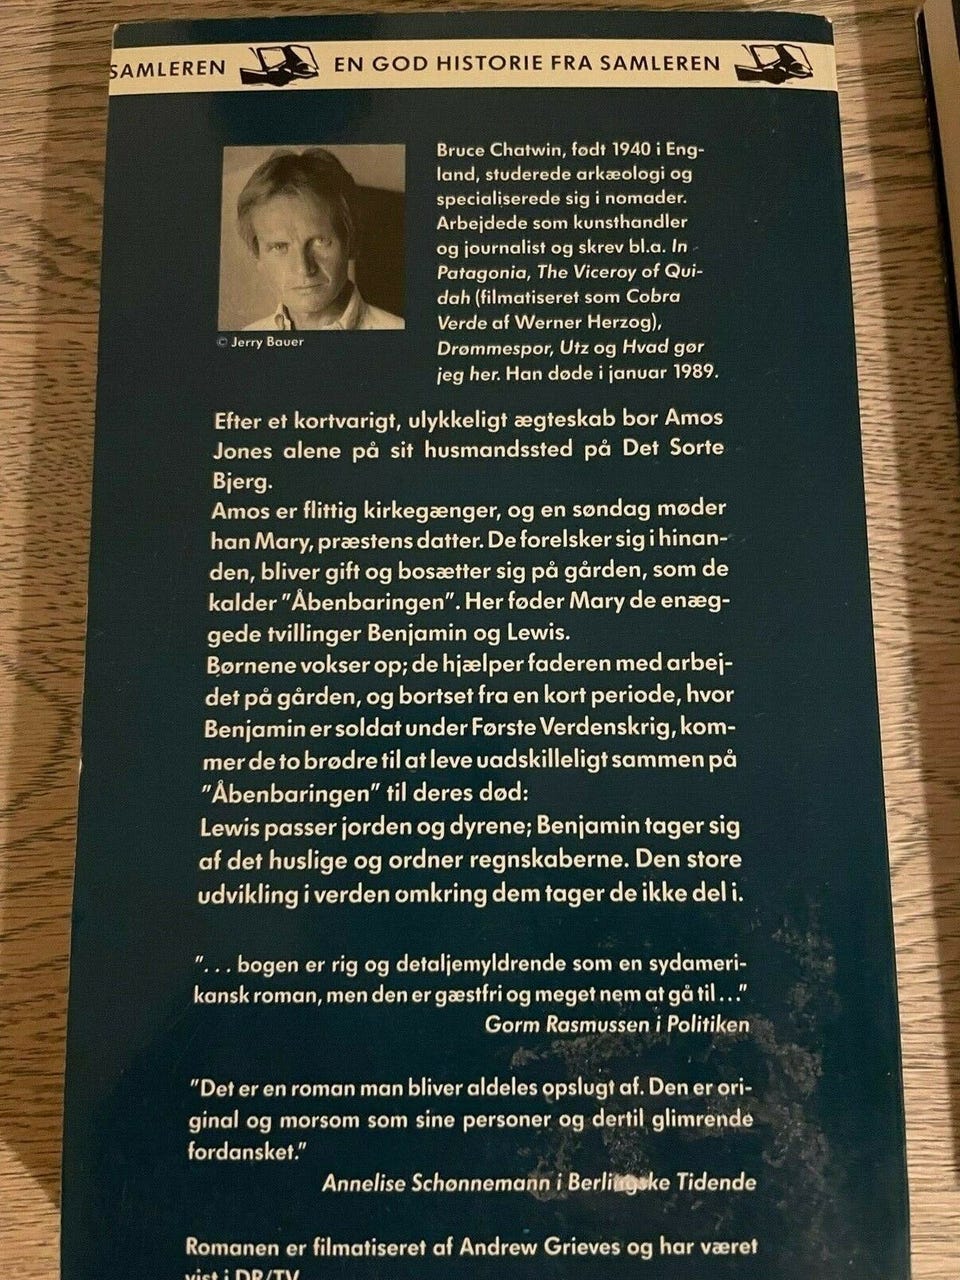 SAMLEREN EN GOD HISTORIE FRA SAMLEREN
Bruce Chatwin, født 1940 i Eng-
land, studerede arkæologi og
specialiserede sig i nomader.
Arbejdede som kunsthandler
og journalist og skrev bl.a. In
Patagonia, The Viceroy of Qui-
dah (filmatiseret som Cobra
Verde af Werner Herzog),
Drømmespor, Utz og Hvad gør
jeg her. Han døde i januar 1989.
© Jerry Bauer
Efter et kortvarigt, ulykkeligt ægteskab bor Amos
Jones alene på sit husmandssted på Det Sorte
Bjerg.
Amos er flittig kirkegænger, og en søndag møder
han Mary, præstens datter. De forelsker sig i hinan-
den, bliver gift og bosætter sig på gården, som de
kalder "Åbenbaringen". Her føder Mary de enæg-
gede tvillinger Benjamin og Lewis.
Børnene vokser op; de hjælper faderen med arbej-
det på gården, og bortset fra en kort periode, hvor
Benjamin er soldat under Første Verdenskrig, kom-
mer de to brødre til at leve uadskilleligt sammen på
"Åbenbaringen" til deres død:
Lewis passer jorden og dyrene; Benjamin tager sig
af det huslige og ordner regnskaberne. Den store
udvikling i verden omkring dem tager de ikke del i.
"... bogen er rig og detaljemyldrende som en sydameri-
kansk roman, men den er gæstfri og meget nem at gå til ..."
Gorm Rasmussen i Politiken
"Det er en roman man bliver aldeles opslugt af. Den er ori-
ginal og morsom som sine personer og dertil glimrende
fordansket."
Annelise Schønnemann i Berlingske Tidende
Romanen er filmatiseret af Andrew Grieves og har været
vist i DR/TV